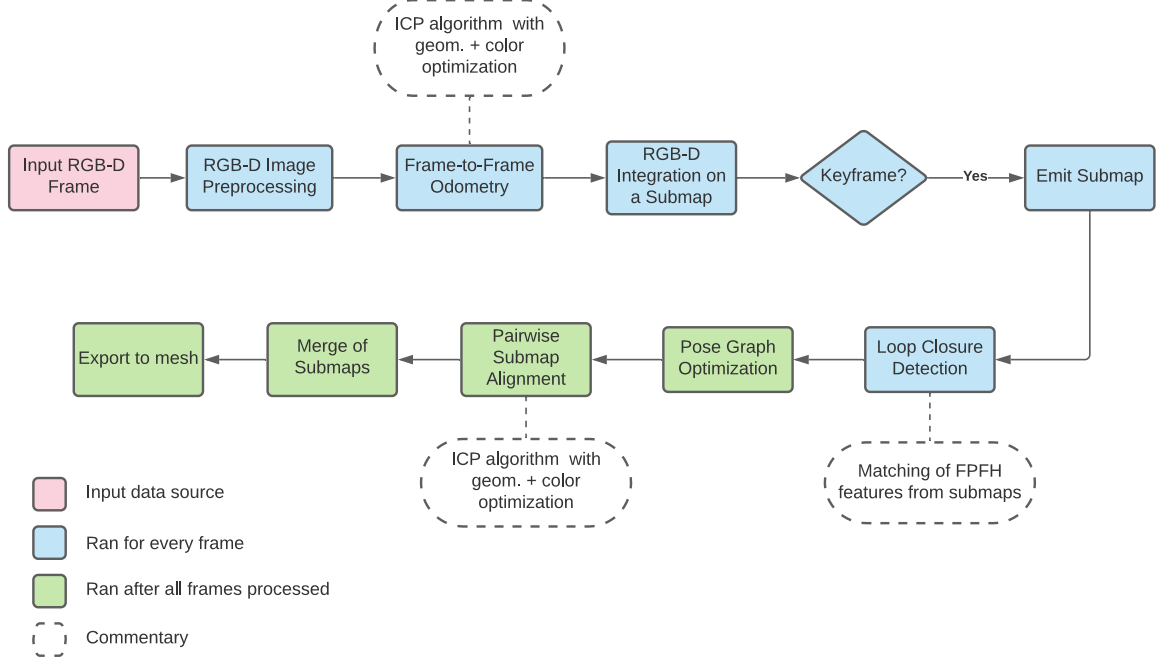 ICP algorithm with
geom. + color
optimization
Input RGB-D
Frame
RGB-D Image
Preprocessing
Frame-to-Frame
Odometry
RGB-D
Integration on
a Submap
Keyframe?
Yes
Emit Submap
Export to mesh
Merge of
Submaps
Pairwise
Submap
Alignment
Pose Graph
Optimization
Loop Closure
Detection
ICP algorithm with
geom. + color
optimization
Matching of FPFH
features from submaps
Input data source
Ran for every frame
Ran after all frames processed
Commentary